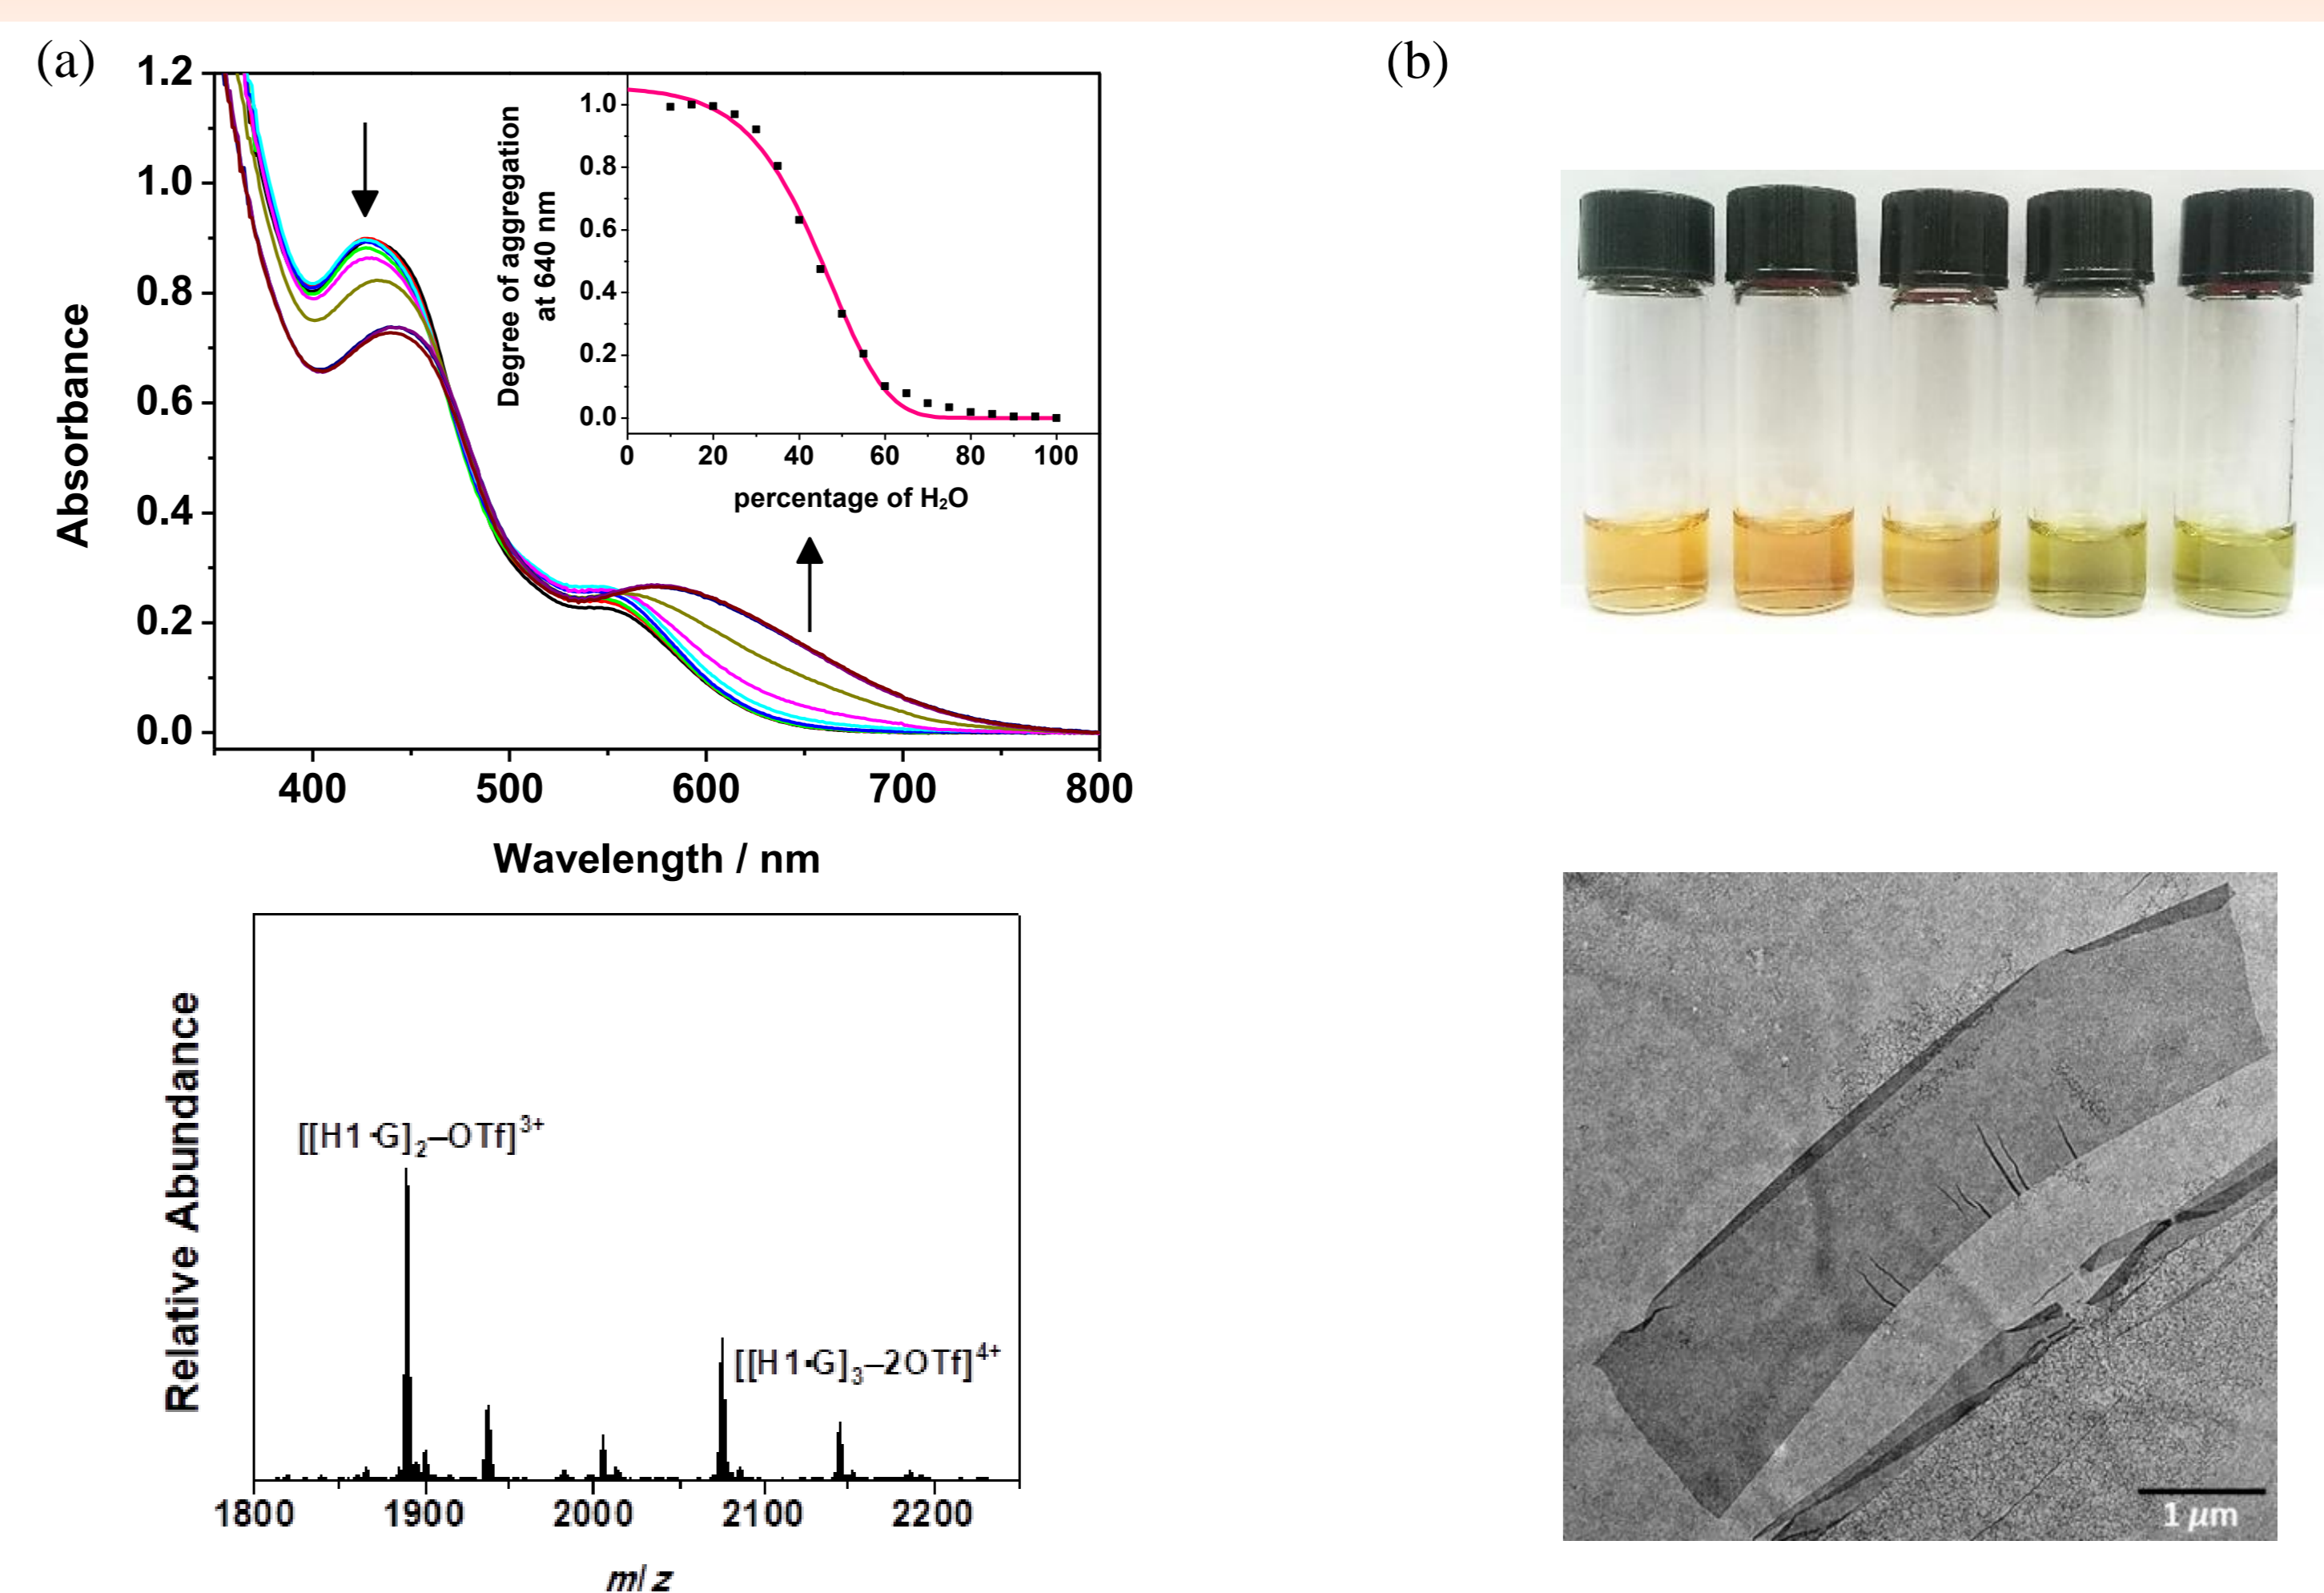 (a)
(b)
1.2
1.0
0.8
0.6
0.4
0.2
0.0
Absorbance
400 500 600 700 800
Wavelength / nm
Degree of aggregation
at 640 nm
1.0
0.8
0.6
0.4
0.2
0.0
0 20 40 60 80 100
percentage of H₂O
Relative Abundance
[[H1·G]₂–OTf]³⁺
[[H1·G]₃–2OTf]⁴⁺
1800 1900 2000 2100 2200
m/z
1 μm